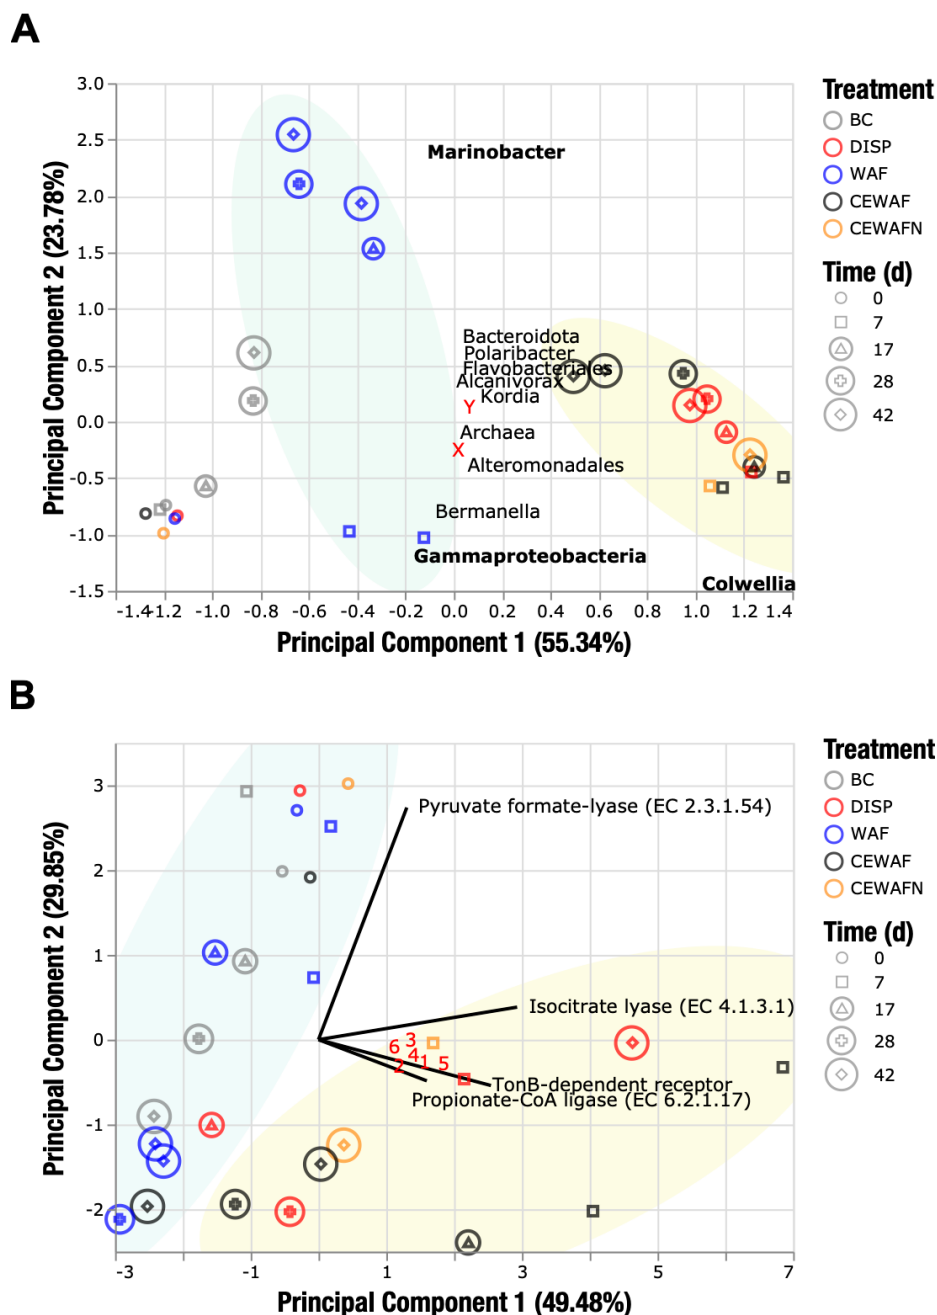 A
3.0
2.5
2.0
1.5
1.0
0.5
0.0
-0.5
-1.0
-1.5
Principal Component 2 (23.78%)
Marinobacter
Bacteroidota
Polaribacter
Flavobacteriales
Alcanivorax
Kordia
Y
Archaea
X
Alteromonadales
Bermanella
Gammaproteobacteria
Colwellia
-1.4 -1.2 -1.0 -0.8 -0.6 -0.4 -0.2 0.0 0.2 0.4 0.6 0.8 1.0 1.2 1.4
Principal Component 1 (55.34%)
Treatment
BC
DISP
WAF
CEWAF
CEWAFN
Time (d)
0
7
17
28
42
B
3
2
1
0
-1
-2
Principal Component 2 (29.85%)
Pyruvate formate-lyase (EC 2.3.1.54)
Isocitrate lyase (EC 4.1.3.1)
6 3
4
2 1 5
TonB-dependent receptor
Propionate-CoA ligase (EC 6.2.1.17)
-3 -1 1 3 5 7
Principal Component 1 (49.48%)
Treatment
BC
DISP
WAF
CEWAF
CEWAFN
Time (d)
0
7
17
28
42